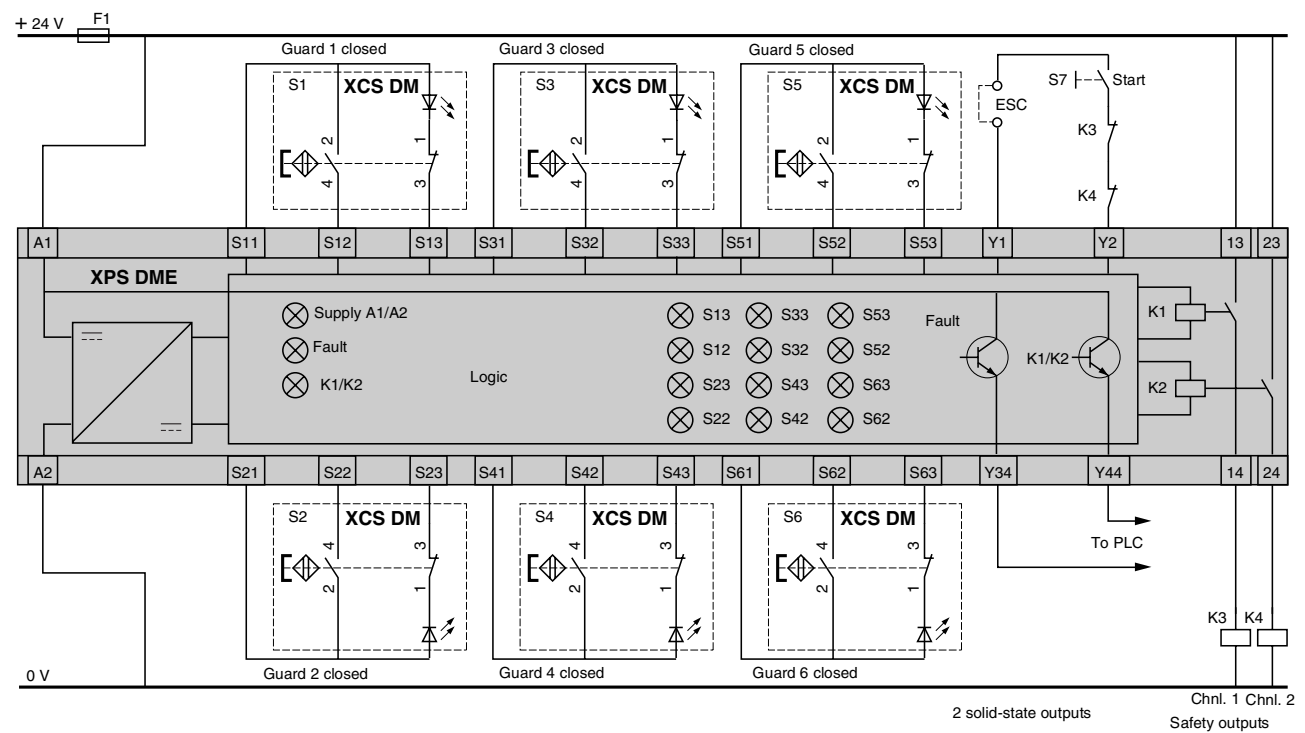 + 24 V F1
Guard 1 closed Guard 3 closed Guard 5 closed
S1 XCS DM S3 XCS DM S5 XCS DM S7 Start
ESC
2 1 2 1 2 1 K3
4 3 4 3 4 3 K4
A1 S11 S12 S13 S31 S32 S33 S51 S52 S53 Y1 Y2 13 23
XPS DME
Supply A1/A2 S13 S33 S53 Fault K1
Fault S12 S32 S52 K1/K2
K1/K2 Logic S23 S43 S63 K2
S22 S42 S62
A2 S21 S22 S23 S41 S42 S43 S61 S62 S63 Y34 Y44 14 24
S2 XCS DM S4 XCS DM S6 XCS DM
4 3 4 3 4 3 To PLC
2 1 2 1 2 1
K3 K4
Guard 2 closed Guard 4 closed Guard 6 closed
0 V
Chnl. 1 Chnl. 2
2 solid-state outputs
Safety outputs